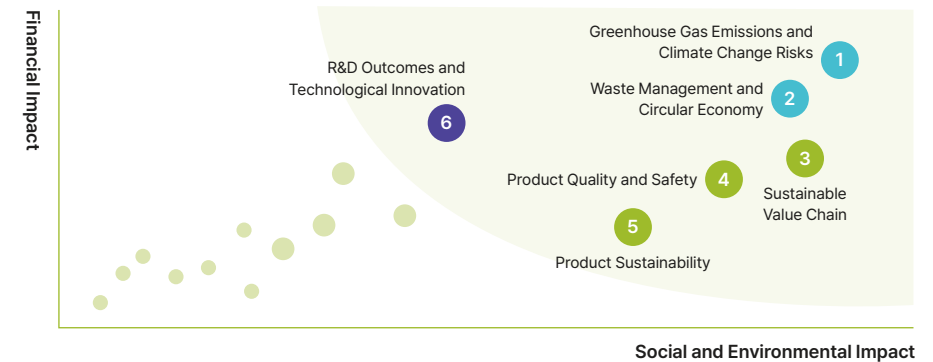 Financial Impact
Greenhouse Gas Emissions and
Climate Change Risks
1
Waste Management and
Circular Economy
2
R&D Outcomes and
Technological Innovation
6
3
Sustainable
Value Chain
Product Quality and Safety
4
5
Product Sustainability
Social and Environmental Impact